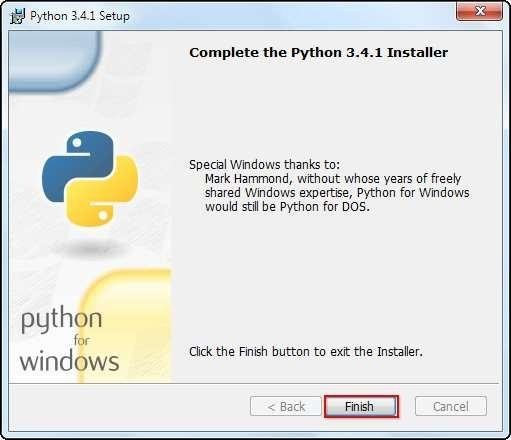 Python 3.4.1 Setup
Complete the Python 3.4.1 Installer
Special Windows thanks to:
Mark Hammond, without whose years of freely
shared Windows expertise, Python for Windows
would still be Python for DOS.
python
for
windows
Click the Finish button to exit the Installer.
< Back
Finish
Cancel